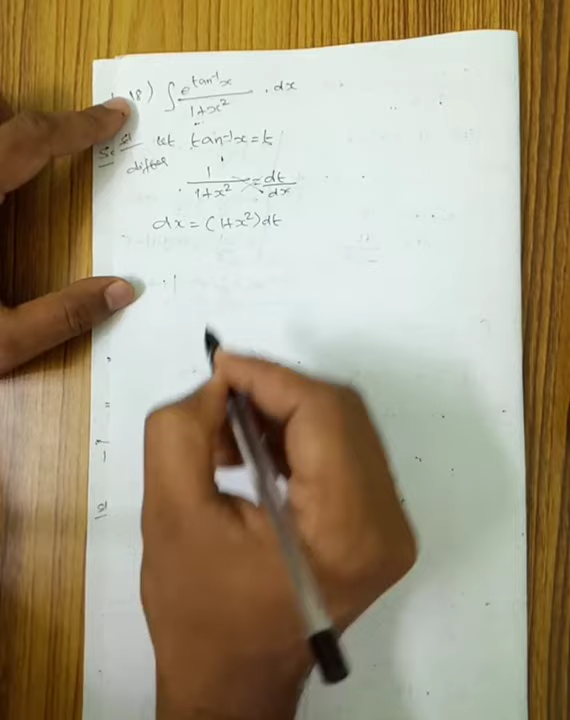 18) ∫ e^tan⁻¹x / 1+x² . dx
Sol let tan⁻¹x = t
differ
1 / 1+x² = dt / dx
dx = (1+x²) dt